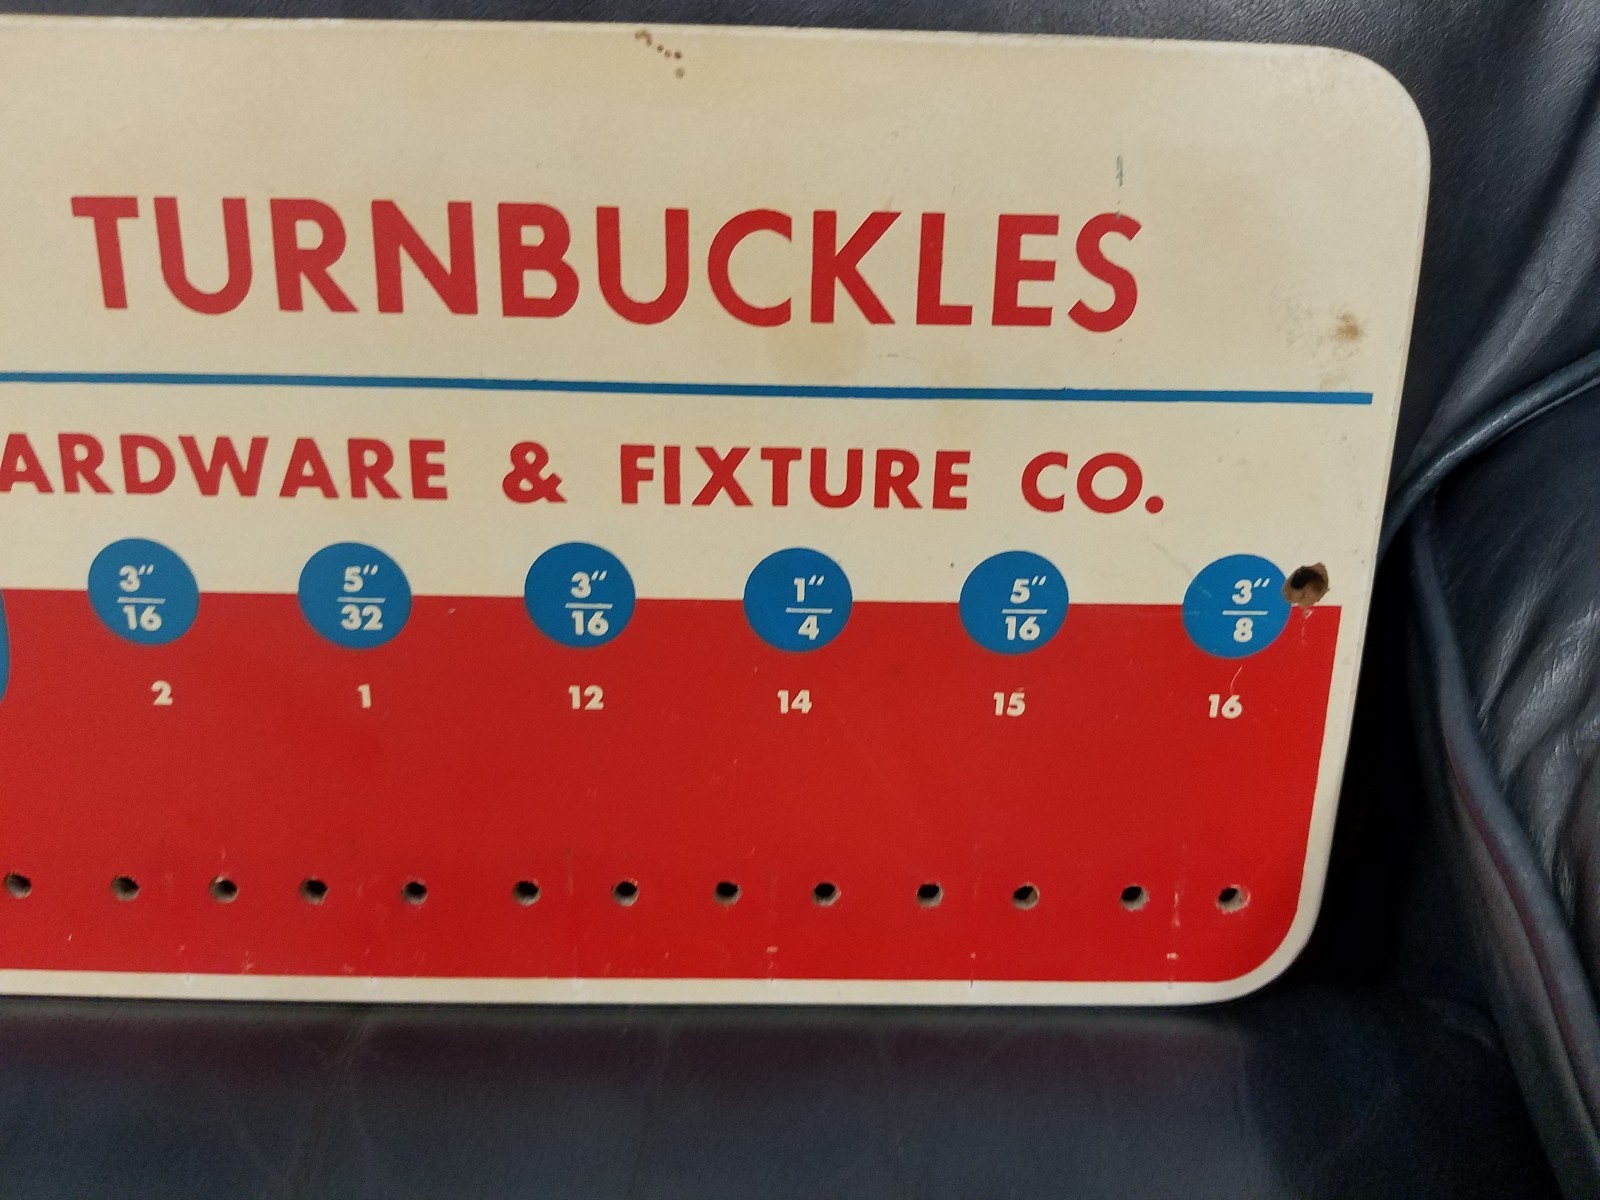 TURNBUCKLES
ARDWARE & FIXTURE CO.
3" 5" 3" 1" 5" 3"
16 32 16 4 16 8
2 1 12 14 15 16